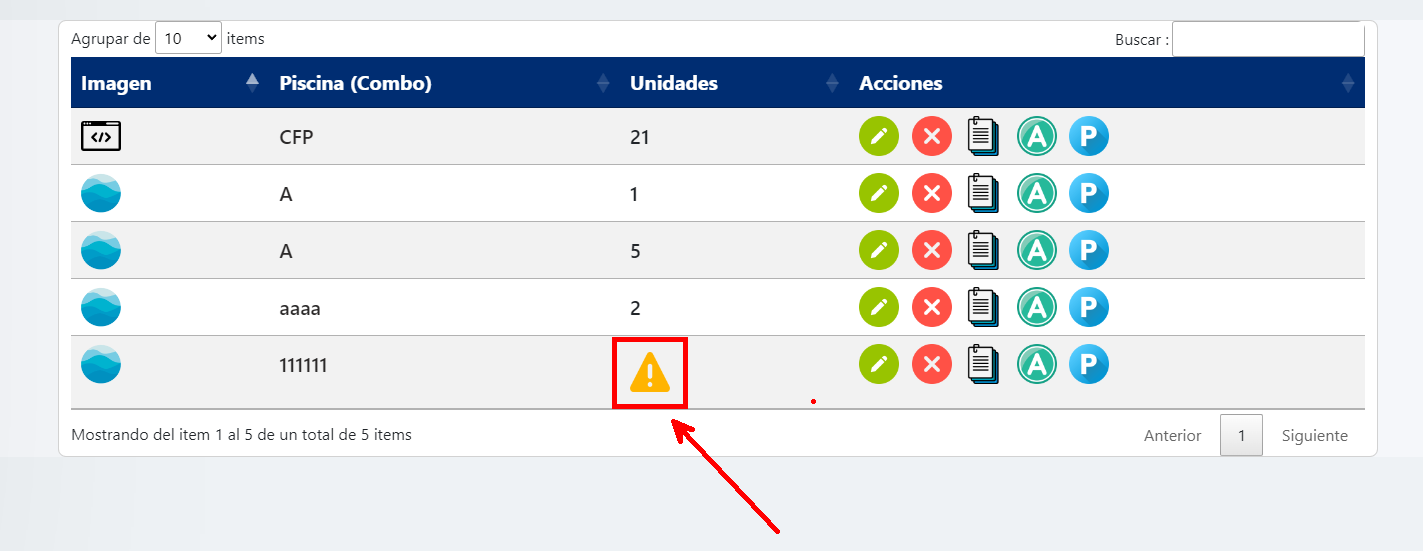 Agrupar de 10 items
Buscar :
Imagen Piscina (Combo) Unidades Acciones
</> CFP 21 A P
A 1 A P
A 5 A P
aaaa 2 A P
111111 ! A P
Mostrando del item 1 al 5 de un total de 5 items
Anterior 1 Siguiente